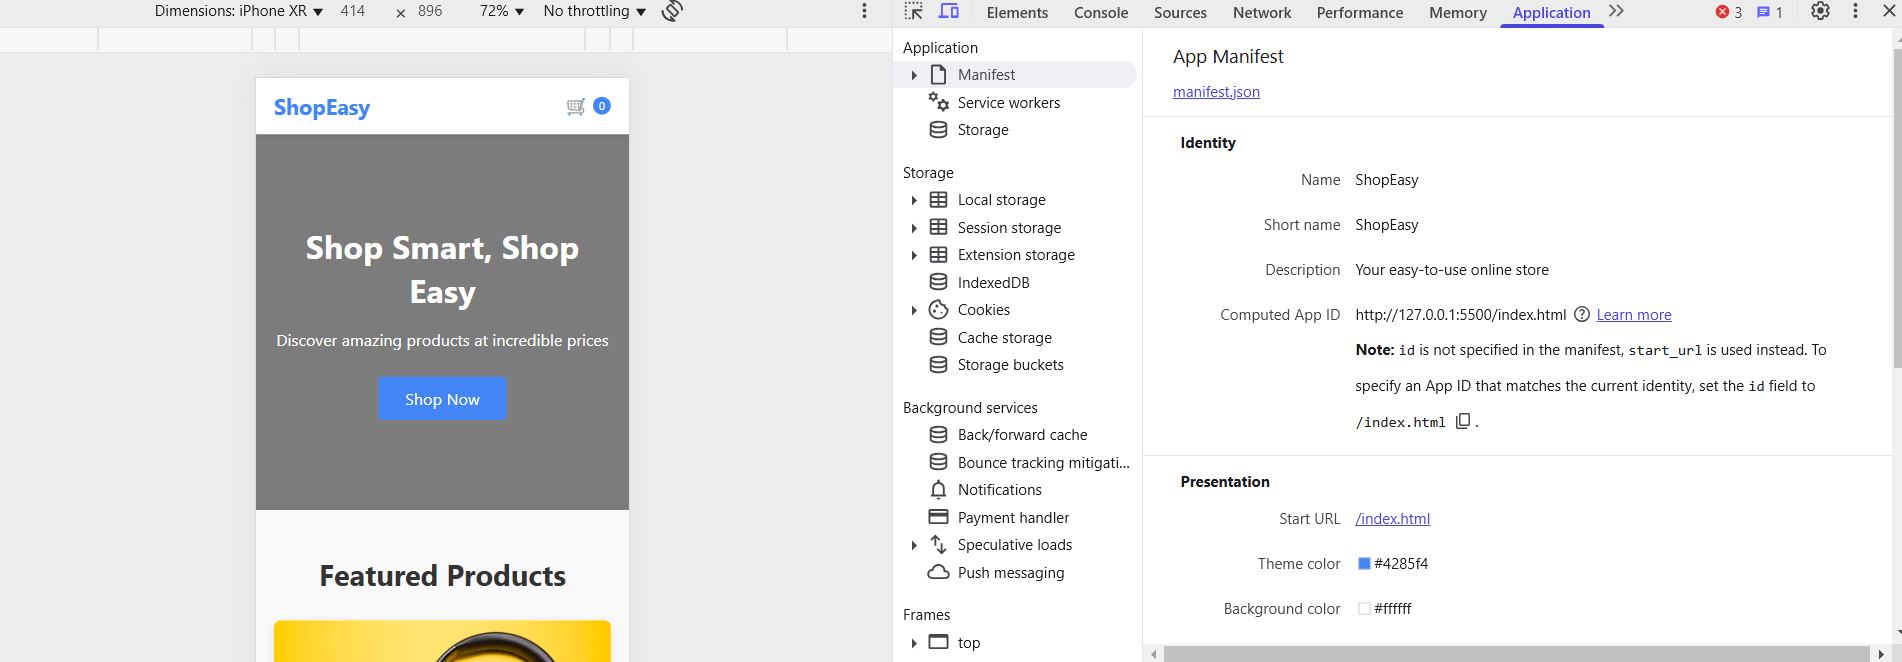 Dimensions: iPhone XR ▼ 414 × 896 72% ▼ No throttling ▼
ShopEasy 0
Shop Smart, Shop
Easy
Discover amazing products at incredible prices
Shop Now
Featured Products
Elements Console Sources Network Performance Memory Application 3 1
Application
Manifest
Service workers
Storage
Storage
Local storage
Session storage
Extension storage
IndexedDB
Cookies
Cache storage
Storage buckets
Background services
Back/forward cache
Bounce tracking mitigati...
Notifications
Payment handler
Speculative loads
Push messaging
Frames
top
App Manifest
manifest.json
Identity
Name ShopEasy
Short name ShopEasy
Description Your easy-to-use online store
Computed App ID http://127.0.0.1:5500/index.html Learn more
Note: id is not specified in the manifest, start_url is used instead. To
specify an App ID that matches the current identity, set the id field to
/index.html .
Presentation
Start URL /index.html
Theme color #4285f4
Background color #ffffff